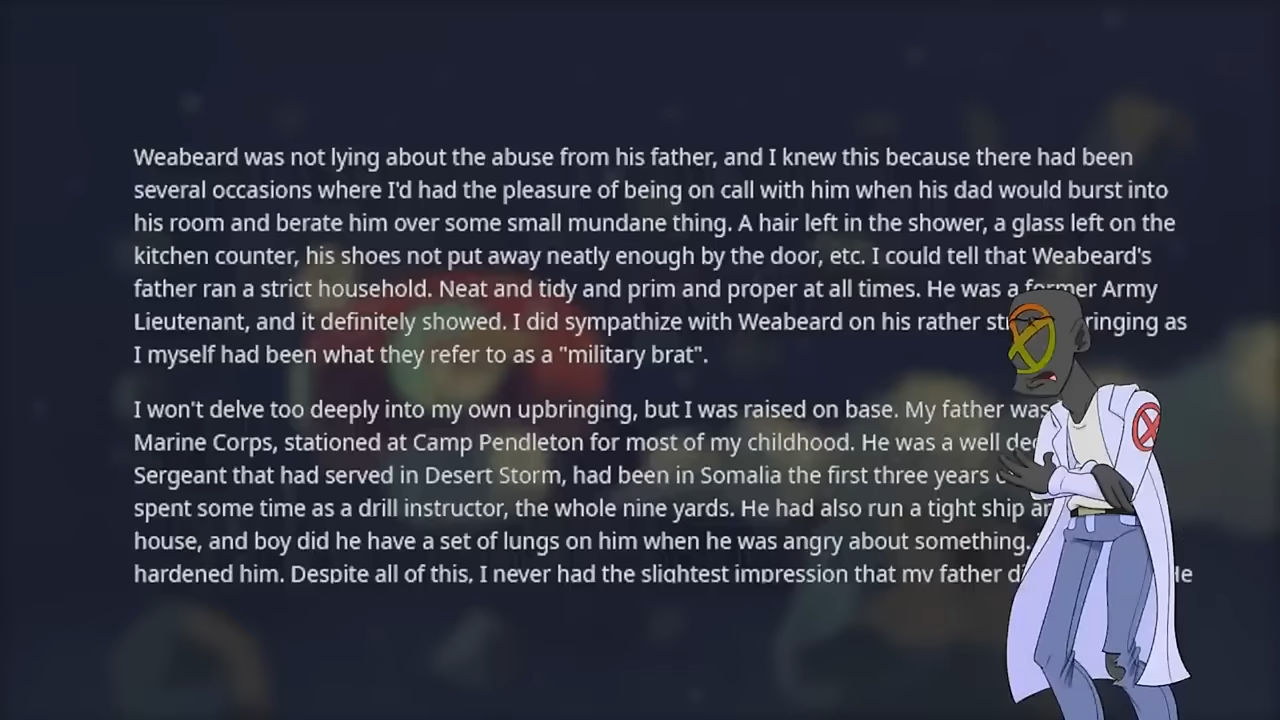 Weabeard was not lying about the abuse from his father, and I knew this because there had been
several occasions where I'd had the pleasure of being on call with him when his dad would burst into
his room and berate him over some small mundane thing. A hair left in the shower, a glass left on the
kitchen counter, his shoes not put away neatly enough by the door, etc. I could tell that Weabeard's
father ran a strict household. Neat and tidy and prim and proper at all times. He was a former Army
Lieutenant, and it definitely showed. I did sympathize with Weabeard on his rather as
I myself had been what they refer to as a "military brat".
I won't delve too deeply into my own upbringing, but I was raised on base. My father was
Marine Corps, stationed at Camp Pendleton for most of my childhood. He was a well
Sergeant that had served in Desert Storm, had been in Somalia the first three years
spent some time as a drill instructor, the whole nine yards. He had also run a tight ship
house, and boy did he have a set of lungs on him when he was angry about something.
hardened him. Despite all of this, I never had the slightest impression that my father He